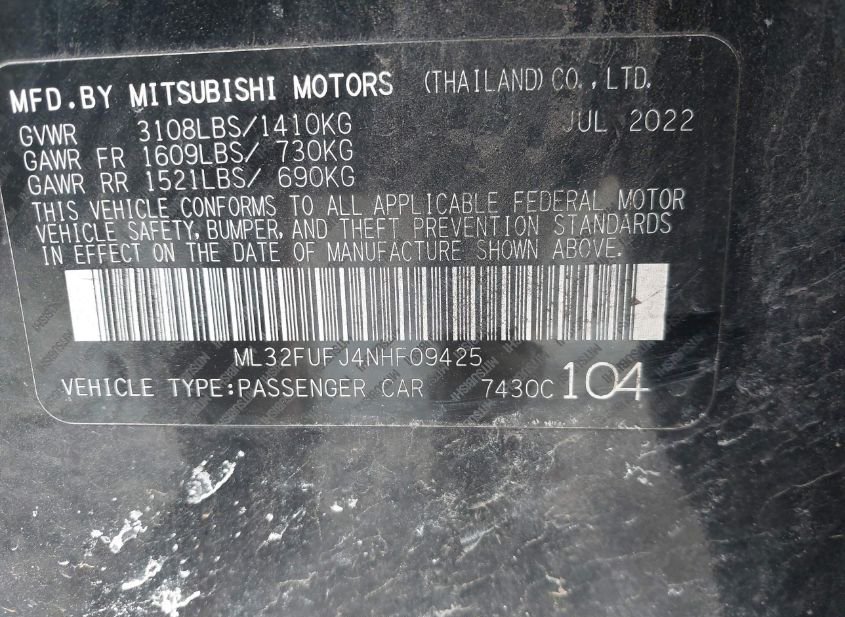 MFD.BY MITSUBISHI MOTORS (THAILAND) CO.,LTD.
GVWR 3108LBS/1410KG JUL 2022
GAWR FR 1609LBS/ 730KG
GAWR RR 1521LBS/ 690KG
THIS VEHICLE CONFORMS TO ALL APPLICABLE FEDERAL MOTOR
VEHICLE SAFETY, BUMPER, AND THEFT PREVENTION STANDARDS
IN EFFECT ON THE DATE OF MANUFACTURE SHOWN ABOVE.
ML32FUFJ4NHF09425
VEHICLE TYPE:PASSENGER CAR 7430C 104